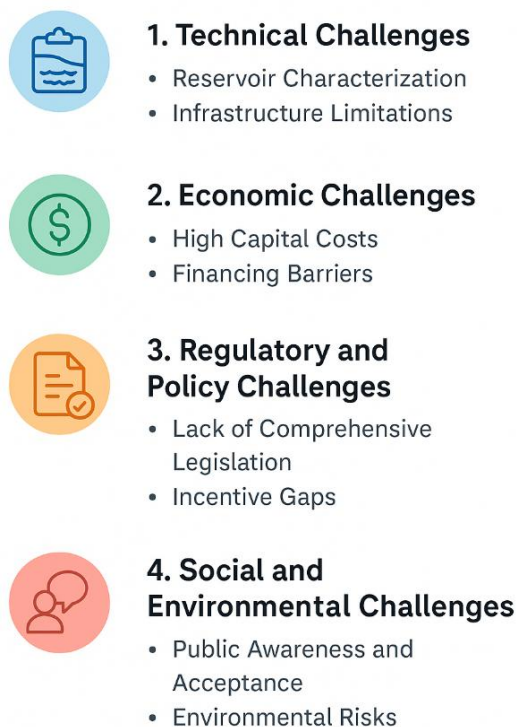 1. Technical Challenges
• Reservoir Characterization
• Infrastructure Limitations
2. Economic Challenges
$
• High Capital Costs
• Financing Barriers
3. Regulatory and
Policy Challenges
• Lack of Comprehensive
Legislation
• Incentive Gaps
4. Social and
Environmental Challenges
• Public Awareness and
Acceptance
• Environmental Risks